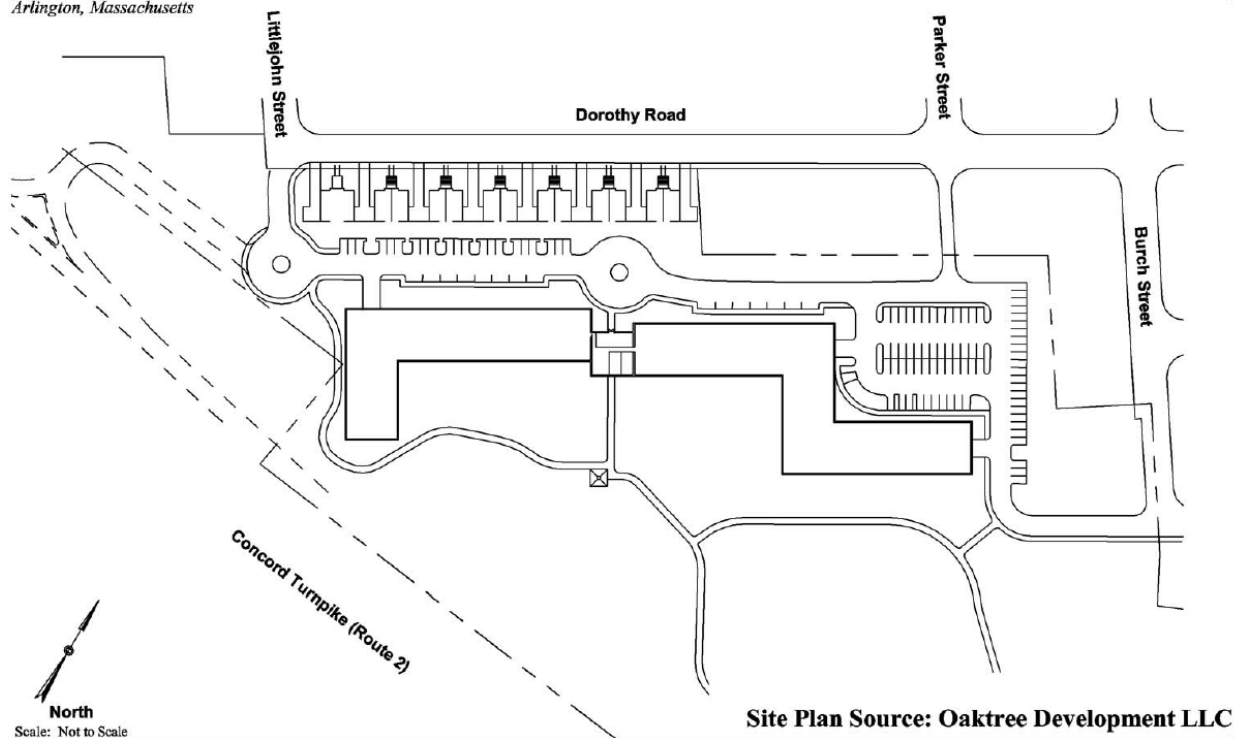 Arlington, Massachusetts
Littlejohn Street
Parker Street
Dorothy Road
Burch Street
Concord Turnpike (Route 2)
North
Scale: Not to Scale
Site Plan Source: Oaktree Development LLC